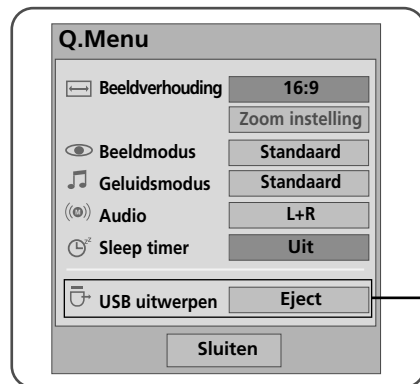 Q.Menu
Beeldverhouding 16:9
Zoom instelling
Beeldmodus Standaard
Geluidsmodus Standaard
Audio L+R
Sleep timer Uit
USB uitwerpen Eject
Sluiten